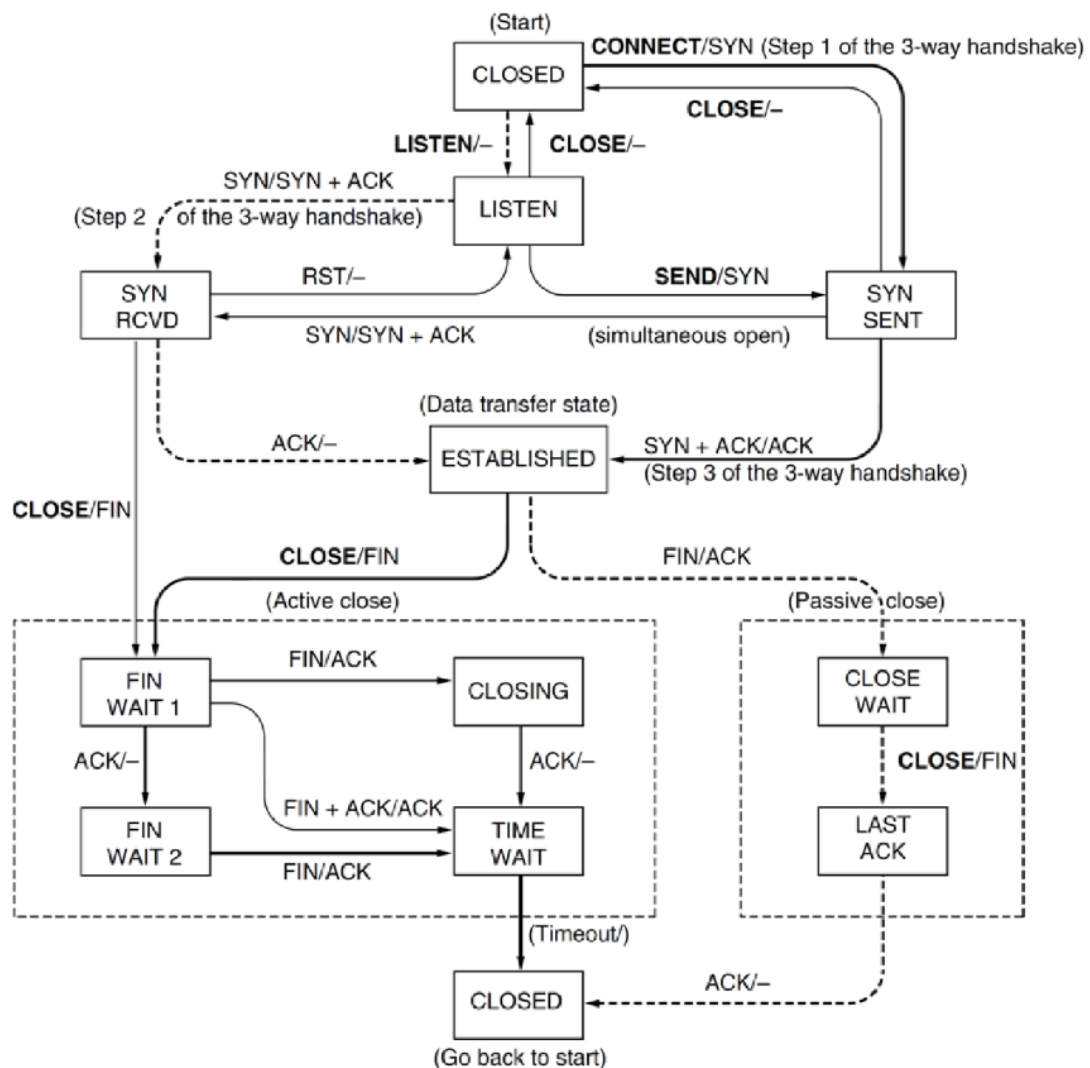 (Start)
CONNECT/SYN (Step 1 of the 3-way handshake)
CLOSED
CLOSE/–
LISTEN/–
CLOSE/–
SYN/SYN + ACK
LISTEN
(Step 2 of the 3-way handshake)
RST/–
SEND/SYN
SYN
RCVD
SYN
SENT
SYN/SYN + ACK
(simultaneous open)
(Data transfer state)
ACK/–
ESTABLISHED
SYN + ACK/ACK
(Step 3 of the 3-way handshake)
CLOSE/FIN
CLOSE/FIN
FIN/ACK
(Active close)
(Passive close)
FIN
WAIT 1
FIN/ACK
CLOSING
CLOSE
WAIT
ACK/–
ACK/–
CLOSE/FIN
FIN + ACK/ACK
FIN
WAIT 2
FIN/ACK
TIME
WAIT
LAST
ACK
(Timeout/)
CLOSED
ACK/–
(Go back to start)